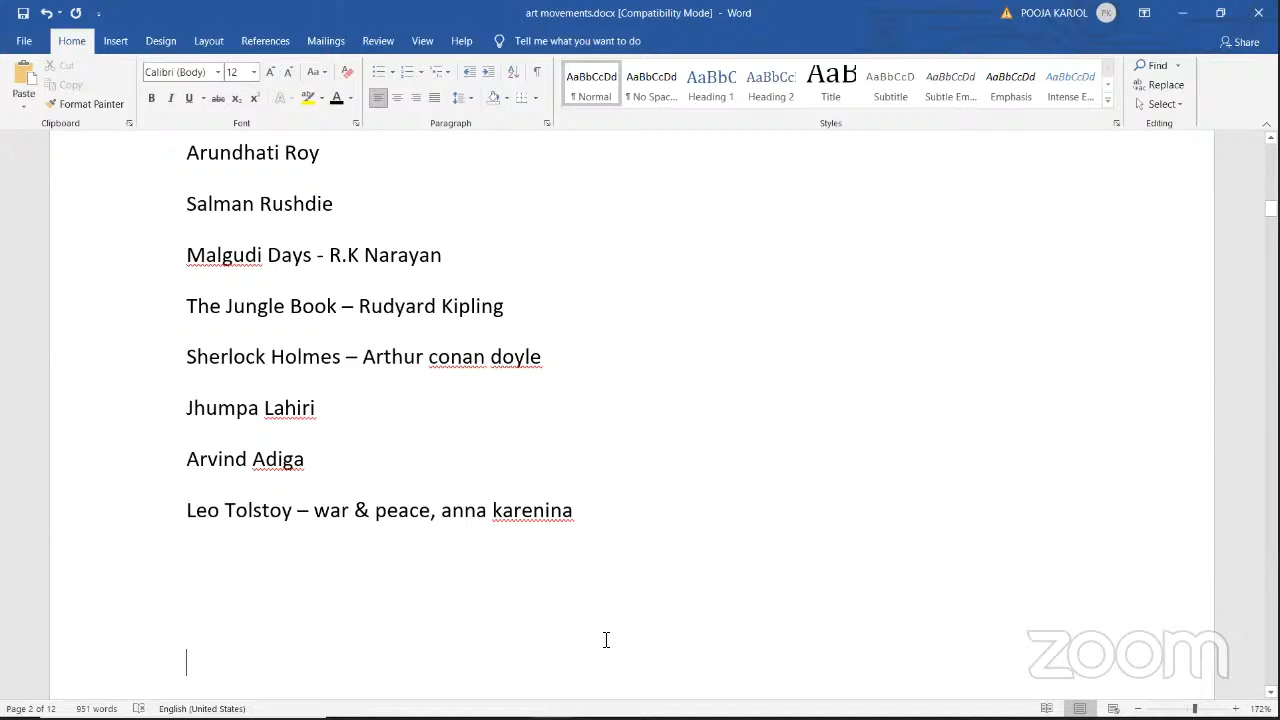 art movements.docx [Compatibility Mode] - Word
POOJA KARJOL
PK
File Home Insert Design Layout References Mailings Review View Help Tell me what you want to do
Share
Paste
Cut
Copy
Format Painter
Clipboard
Calibri (Body) 12
Font
Paragraph
AaBbCcDd AaBbCcDd AaBbC AaBbCc AaB AaBbCcD AaBbCcDd AaBbCcDd AaBbCcDd
¶ Normal ¶ No Spac... Heading 1 Heading 2 Title Subtitle Subtle Em... Emphasis Intense E...
Styles
Find
Replace
Select
Editing
Arundhati Roy
Salman Rushdie
Malgudi Days - R.K Narayan
The Jungle Book – Rudyard Kipling
Sherlock Holmes – Arthur conan doyle
Jhumpa Lahiri
Arvind Adiga
Leo Tolstoy – war & peace, anna karenina
zoom
Page 2 of 12 951 words English (United States) 172%